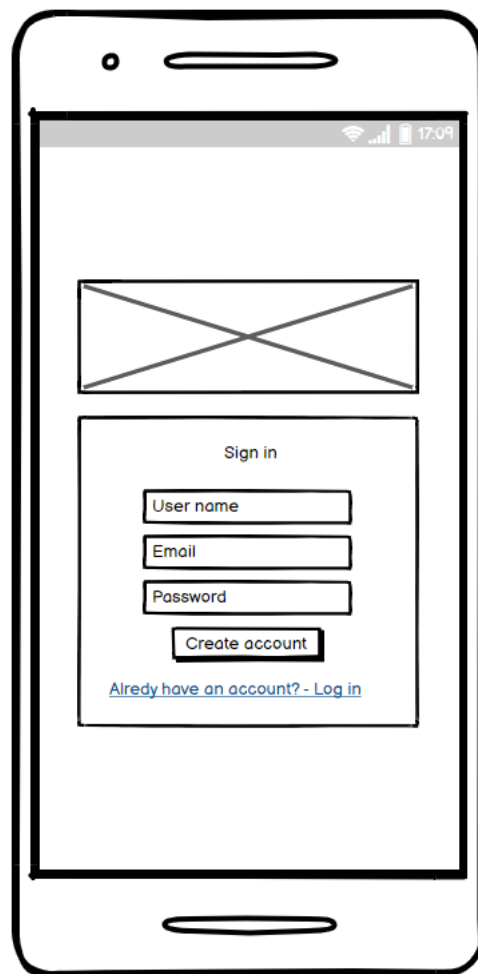 17:09
Sign in
User name
Email
Password
Create account
Alredy have an account? - Log in